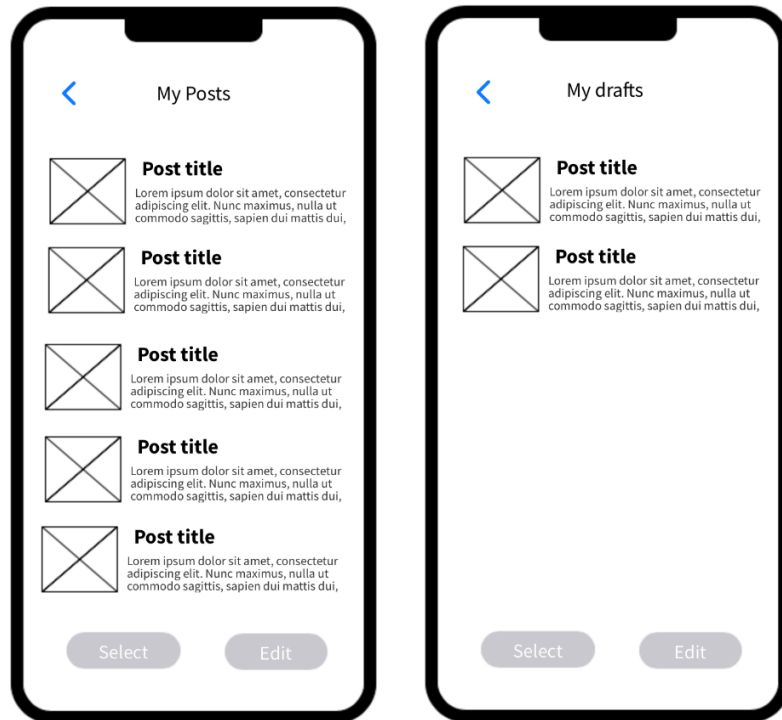 My Posts
Post title
Lorem ipsum dolor sit amet, consectetur
adipiscing elit. Nunc maximus, nulla ut
commodo sagittis, sapien dui mattis dui,
Post title
Lorem ipsum dolor sit amet, consectetur
adipiscing elit. Nunc maximus, nulla ut
commodo sagittis, sapien dui mattis dui,
Post title
Lorem ipsum dolor sit amet, consectetur
adipiscing elit. Nunc maximus, nulla ut
commodo sagittis, sapien dui mattis dui,
Post title
Lorem ipsum dolor sit amet, consectetur
adipiscing elit. Nunc maximus, nulla ut
commodo sagittis, sapien dui mattis dui,
Post title
Lorem ipsum dolor sit amet, consectetur
adipiscing elit. Nunc maximus, nulla ut
commodo sagittis, sapien dui mattis dui,
Select
Edit
My drafts
Post title
Lorem ipsum dolor sit amet, consectetur
adipiscing elit. Nunc maximus, nulla ut
commodo sagittis, sapien dui mattis dui,
Post title
Lorem ipsum dolor sit amet, consectetur
adipiscing elit. Nunc maximus, nulla ut
commodo sagittis, sapien dui mattis dui,
Select
Edit